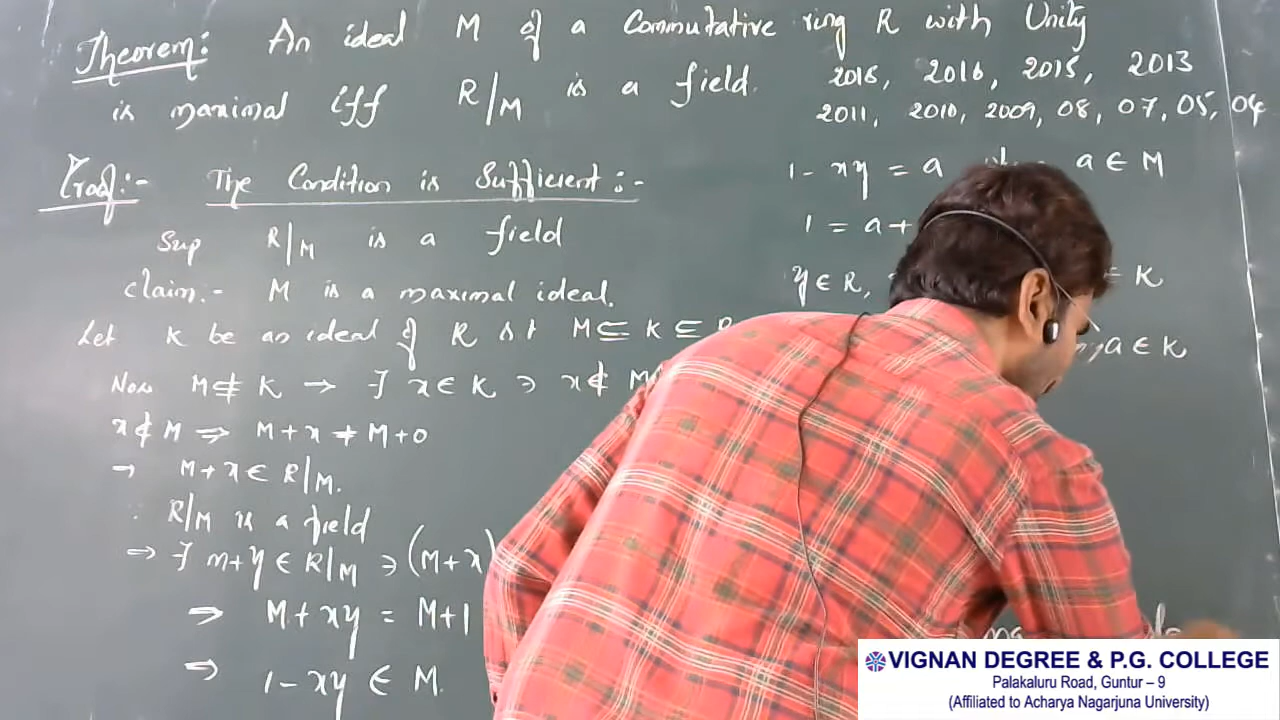 Theorem: An ideal M of a Commutative ring R with Unity
is maximal iff R/M is a field.
2018, 2016, 2015, 2013
2011, 2010, 2009, 08, 07, 05, 04
Proof:- The Condition is Sufficient:-
Sup R/M is a field
Claim:- M is a maximal ideal.
Let K be an ideal of R s t M ⊆ K ⊆
Now M ⊄ K → ∃ x ∈ K ∋ x ∉ M
x ∉ M ⇒ M+x ≠ M+0
→ M+x ∈ R/M.
∴ R/M is a field
⇒ ∃ m+y ∈ R/M ∋ (M+x)
⇒ M+xy = M+1
⇒ 1-xy ∈ M.
1-xy = a a ∈ M
1 = a+
y ∈ R, K
a ∈ K
VIGNAN DEGREE & P.G. COLLEGE
Palakaluru Road, Guntur – 9
(Affiliated to Acharya Nagarjuna University)